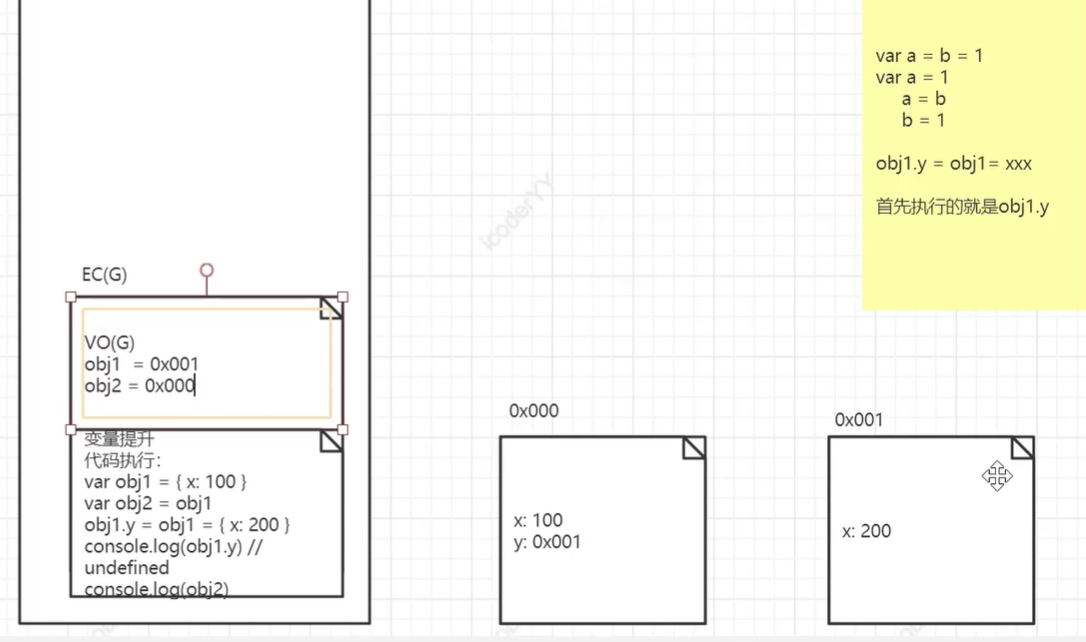 var a = b = 1
var a = 1
a = b
b = 1
obj1.y = obj1= xxx
首先执行的就是obj1.y
icoderYY
EC(G)
VO(G)
obj1 = 0x001
obj2 = 0x000
变量提升
代码执行：
var obj1 = { x: 100 }
var obj2 = obj1
obj1.y = obj1 = { x: 200 }
console.log(obj1.y) //
undefined
console.log(obj2)
0x000
x: 100
y: 0x001
0x001
x: 200